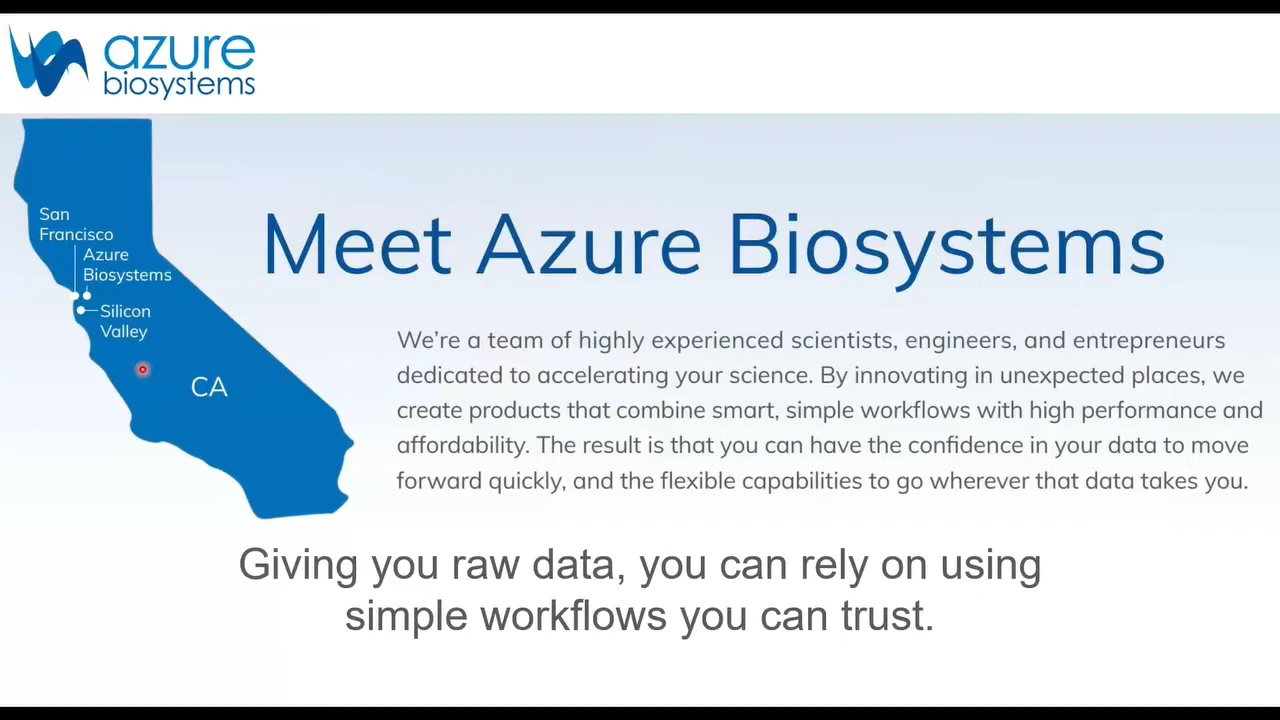 azure
biosystems
San
Francisco
Azure
Biosystems
Silicon
Valley
CA
Meet Azure Biosystems
We’re a team of highly experienced scientists, engineers, and entrepreneurs
dedicated to accelerating your science. By innovating in unexpected places, we
create products that combine smart, simple workflows with high performance and
affordability. The result is that you can have the confidence in your data to move
forward quickly, and the flexible capabilities to go wherever that data takes you.
Giving you raw data, you can rely on using
simple workflows you can trust.